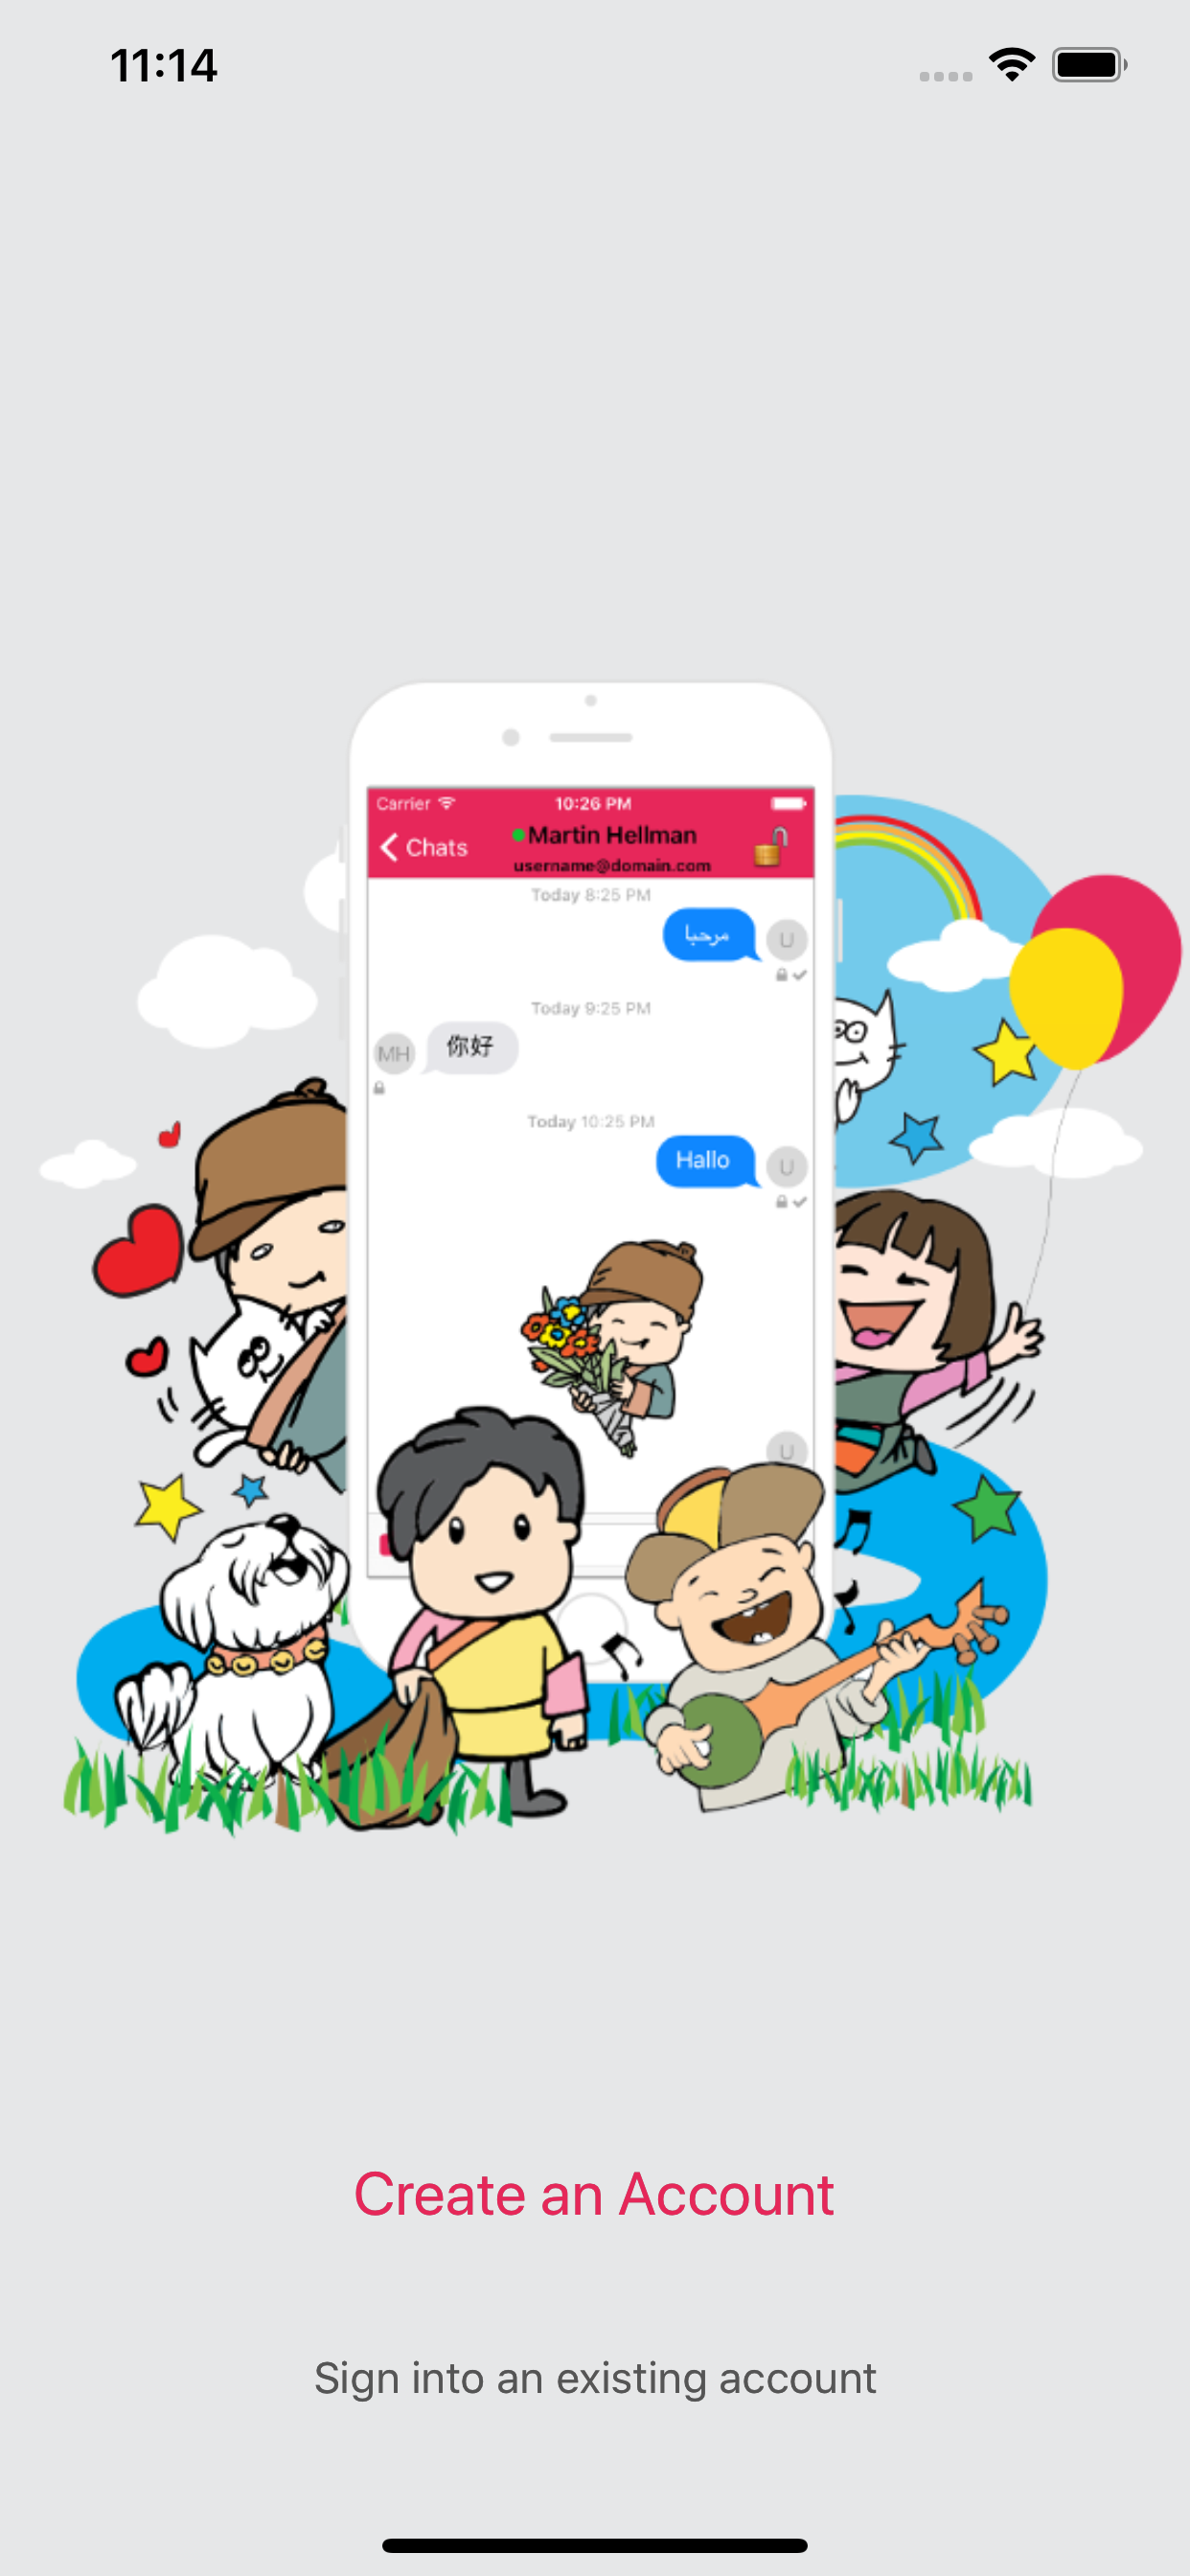 11:14
Carrier 10:26 PM
Chats
Martin Hellman
username@domain.com
Today 8:25 PM
مرحبا
U
Today 9:25 PM
MH
你好
Today 10:25 PM
Hallo
U
U
Create an Account
Sign into an existing account